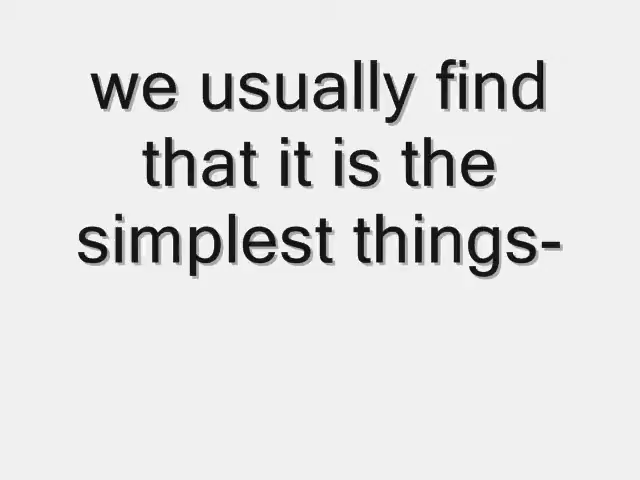 we usually find
that it is the
simplest things-